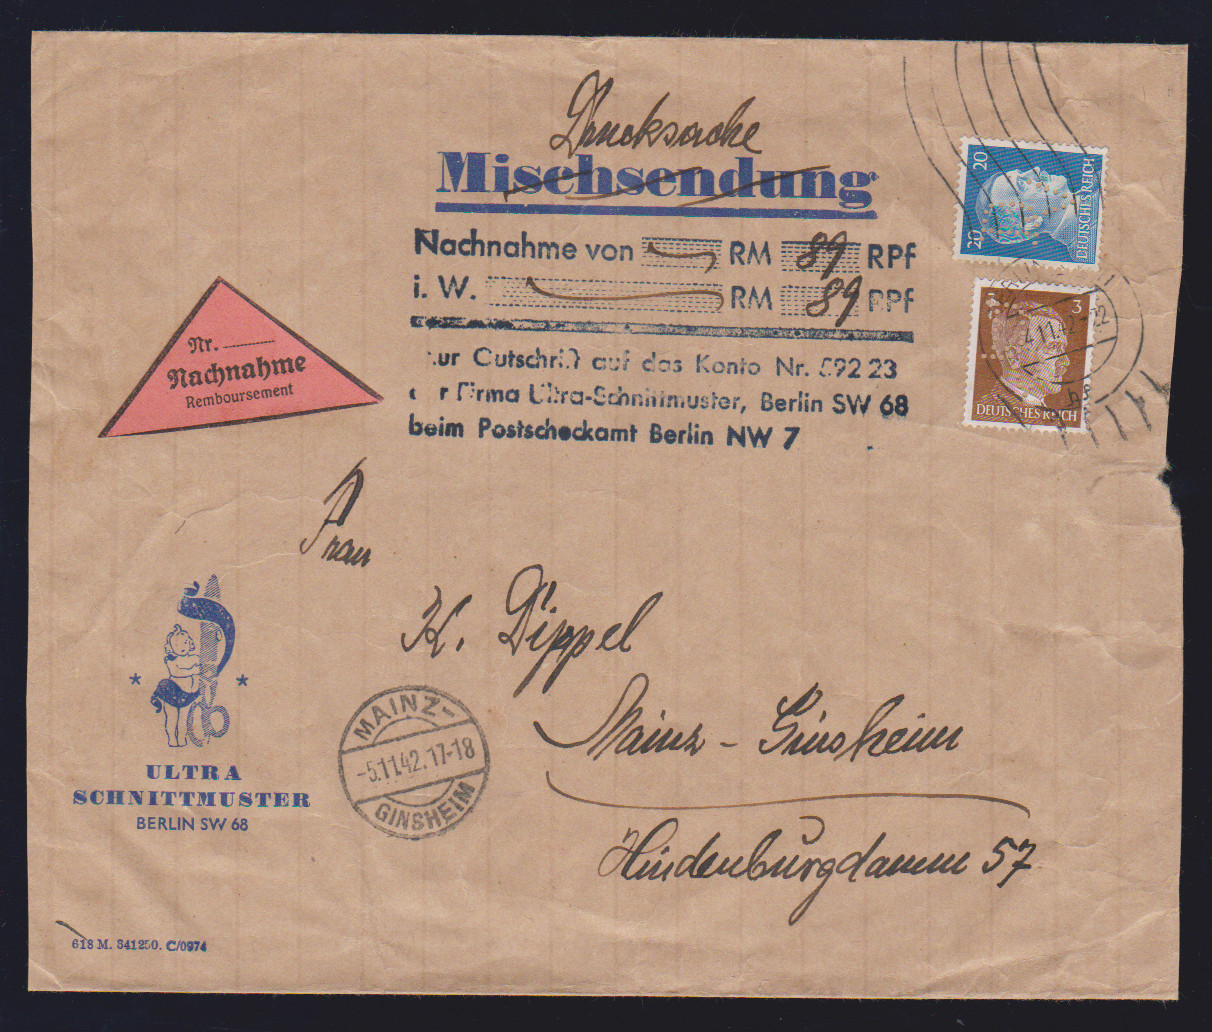 Drucksache
Mischsendung
Nachnahme von RM 89 RPf
i. W. RM 89 RPf
zur Gutschrift auf das Konto Nr. 592 23
der Firma Ultra-Schnittmuster, Berlin SW 68
beim Postscheckamt Berlin NW 7
20
20
DEUTSCHES REICH
3
DEUTSCHES REICH
Nr.
Nachnahme
Remboursement
Frau
K. Dippel
Mainz - Ginsheim
Hindenburgdamm 57
MAINZ-
-5.11.42.17-18
GINSHEIM
ULTRA
SCHNITTMUSTER
BERLIN SW 68
618 M. 841250. C/0974